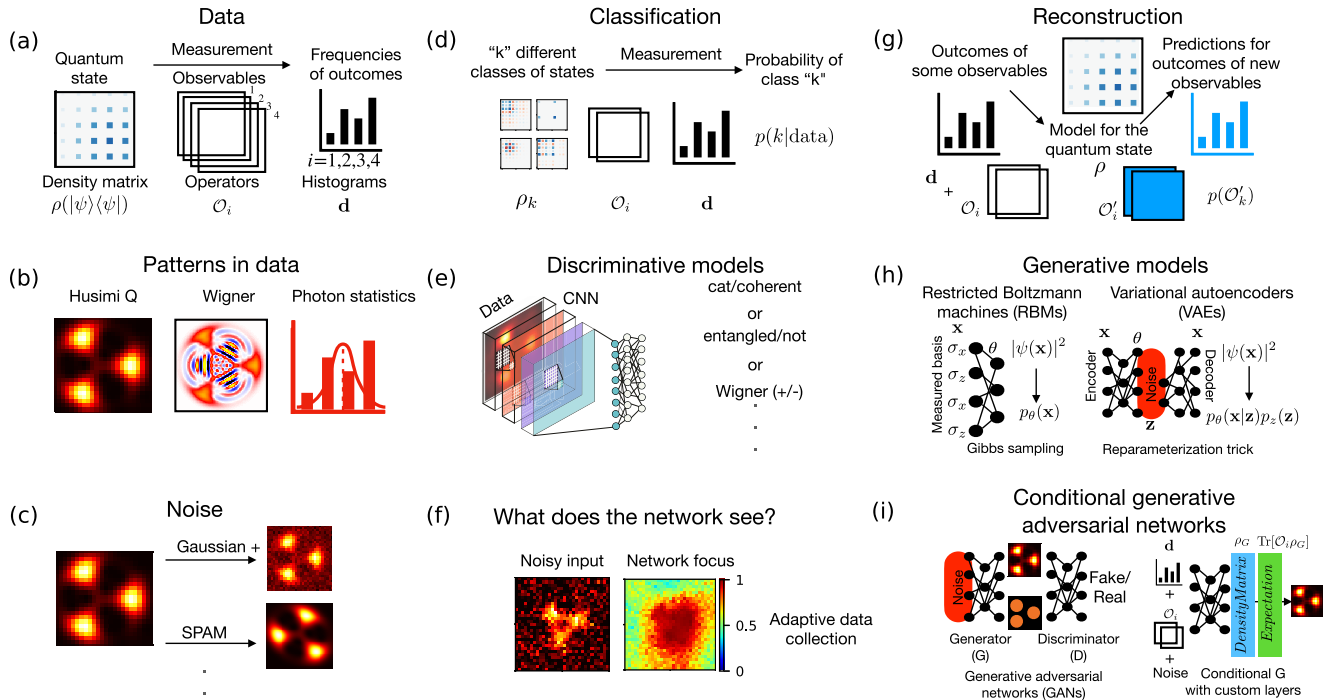 Data
(a)
Quantum
state
Measurement
Observables
1
2
3
4
Frequencies
of outcomes
i=1,2,3,4
Density matrix
Operators
Histograms
ρ(|ψ⟩⟨ψ|)
𝒪ᵢ
d
(b)
Patterns in data
Husimi Q
Wigner
Photon statistics
(c)
Noise
Gaussian +
SPAM
.
.
Classification
(d)
“k” different
classes of states
Measurement
Probability of
class “k"
p(k|data)
ρₖ
𝒪ᵢ
d
(e)
Discriminative models
Data
CNN
cat/coherent
or
entangled/not
or
Wigner (+/-)
.
.
.
(f)
What does the network see?
Noisy input
Network focus
1
0.5
0
Adaptive data
collection
Reconstruction
(g)
Outcomes of
some observables
Predictions for
outcomes of new
observables
Model for the
quantum state
ρ
d
+
𝒪ᵢ
𝒪′ᵢ
p(𝒪′ₖ)
(h)
Generative models
Restricted Boltzmann
machines (RBMs)
Measured basis
x
σₓ
σ_z
σₓ
σ_z
θ
|ψ(x)|²
p_θ(x)
Gibbs sampling
Variational autoencoders
(VAEs)
Encoder
x
θ
Noise
z
x
Decoder
|ψ(x)|²
p_θ(x|z)p_z(z)
Reparameterization trick
(i)
Conditional generative
adversarial networks
Noise
Fake/
Real
Generator
(G)
Discriminator
(D)
Generative adversarial
networks (GANs)
d
+
𝒪ᵢ
+
Noise
ρ_G
Tr[𝒪ᵢρ_G]
DensityMatrix
Expectation
Conditional G
with custom layers